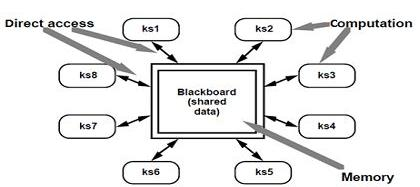 Direct access
ks1
ks2
Computation
ks8
ks3
Blackboard
(shared
data)
ks7
ks4
ks6
ks5
Memory